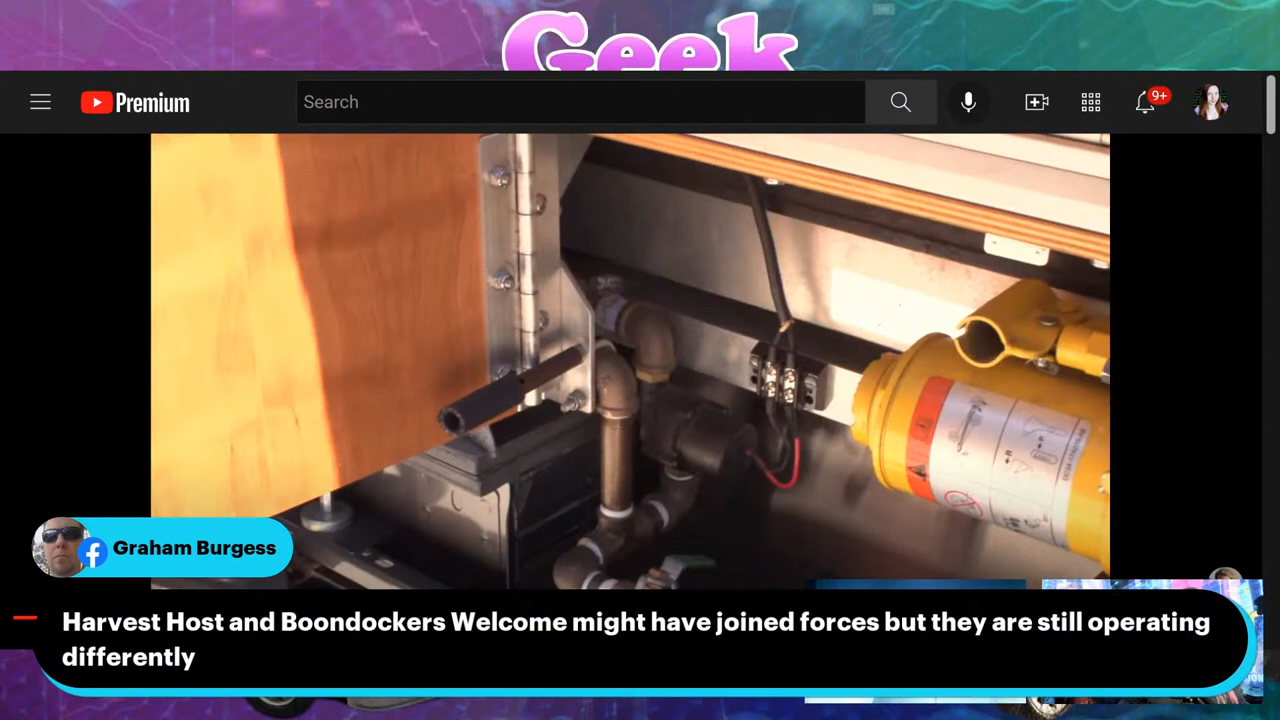 Geek
Premium
Search
9+
Graham Burgess
Harvest Host and Boondockers Welcome might have joined forces but they are still operating
differently